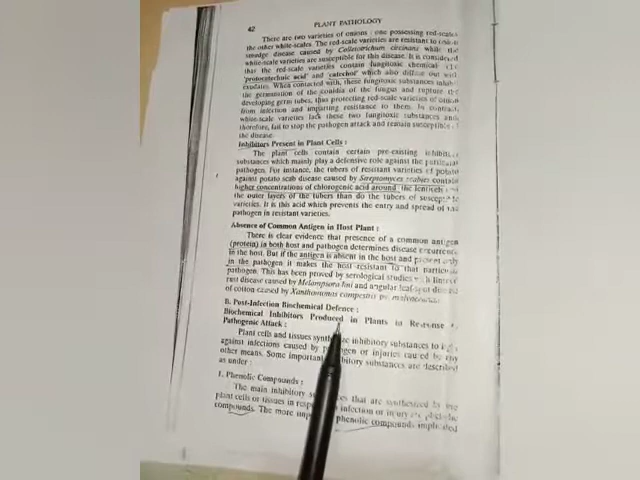 42
PLANT PATHOLOGY
There are two varieties of onions : one possessing red-scales
the other white-scales. The red-scale varieties are resistant to
smudge disease caused by Colletotrichum circinans while the
white-scale varieties are susceptible for this disease. It is considered
that the red-scale varieties contain fungitoxic chemical
'protocatechuic acid' and 'catechol' which also diffuse out
exudates. When contacted with, these fungitoxic substances inhibit
the germination of the conidia of the fungus and rupture the
developing germ tubes, thus protecting red-scale varieties of onion
from infection and imparting resistance to them. In contrast,
white-scale varieties lack these two fungitoxic substances and
therefore, fail to stop the pathogen attack and remain susceptible
the disease.
Inhibitors Present in Plant Cells :
The plant cells contain certain pre-existing inhibitory
substances which mainly play a defensive role against the particular
pathogen. For instance, the tubers of resistant varieties of potato
against potato scab disease caused by Streptomyces scabies contain
higher concentrations of chlorogenic acid around the lenticels and
the outer layers of the tubers than do the tubers of susceptible
varieties. It is this acid which prevents the entry and spread of the
pathogen in resistant varieties.
Absence of Common Antigen in Host Plant :
There is clear evidence that presence of a common antigen
(protein) in both host and pathogen determines disease occurrence
in the host. But if the antigen is absent in the host and present only
in the pathogen it makes the host resistant to that particular
pathogen. This has been proved by serological studies with linseed
rust disease caused by Melampsora lini and angular leaf-spot disease
of cotton caused by Xanthomonas campestris pv. malvacearum.
B. Post-Infection Biochemical Defence :
Biochemical Inhibitors Produced in Plants in Response
Pathogenic Attack :
Plant cells and tissues inhibitory substances to
against infections caused by or injuries caused by any
other means. Some important substances are described
as under :
1. Phenolic Compounds :
The main inhibitory that are synthesized by the
plant cells or tissues in infection or injury
compounds. The more phenolic compounds implicated